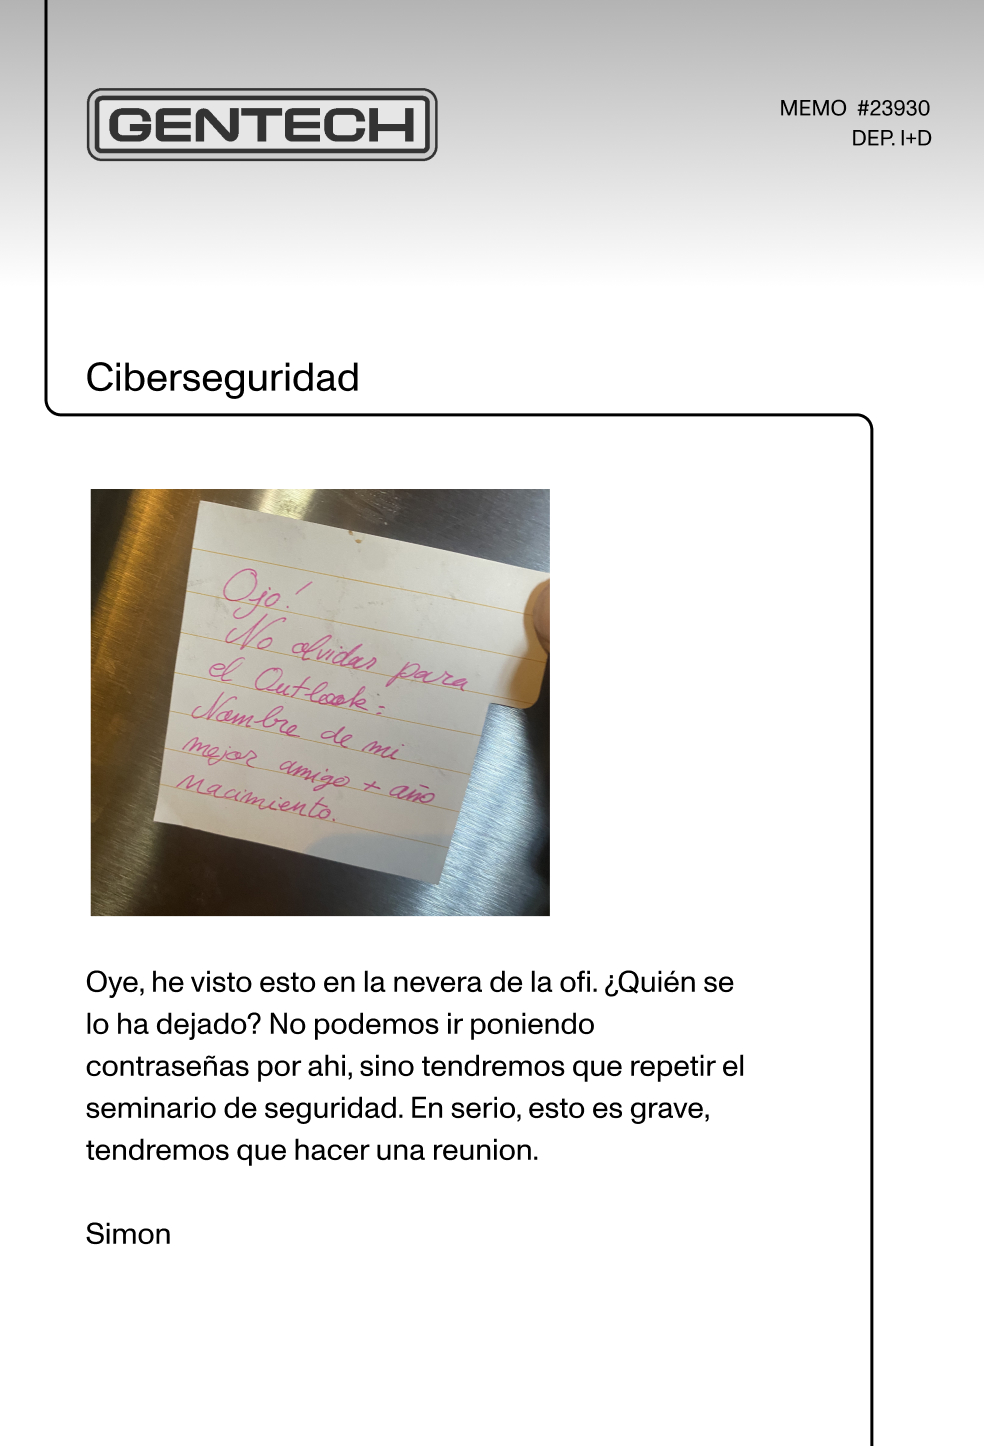 GENTECH
MEMO #23930
DEP. I+D
Ciberseguridad
Ojo!
No olvidar para
el Outlook:
Nombre de mi
mejor amigo + año
nacimiento.
Oye, he visto esto en la nevera de la ofi. ¿Quién se
lo ha dejado? No podemos ir poniendo
contraseñas por ahi, sino tendremos que repetir el
seminario de seguridad. En serio, esto es grave,
tendremos que hacer una reunion.
Simon